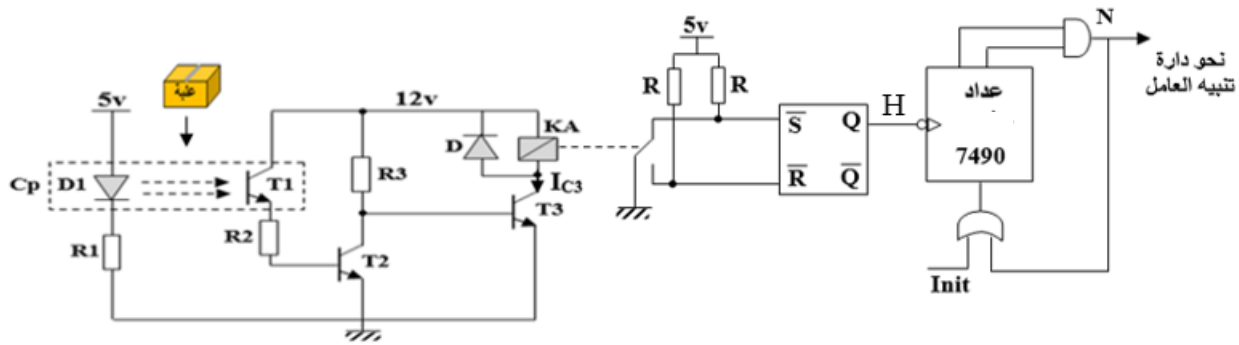 5v
علبة
12v
5v
Cp
D1
T1
R1
R2
R3
T2
D
KA
I_C3
T3
R
R
S̅
Q
R̅
Q̅
H
عداد
7490
N
نحو دارة
تنبيه العامل
Init